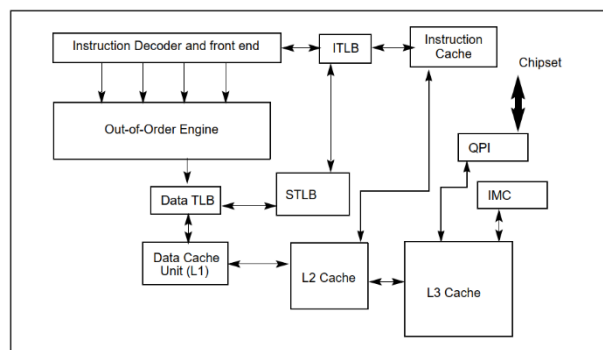 Instruction Decoder and front end
ITLB
Instruction
Cache
Chipset
Out-of-Order Engine
QPI
Data TLB
STLB
IMC
Data Cache
Unit (L1)
L2 Cache
L3 Cache